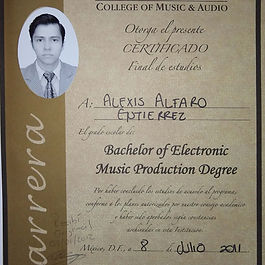 COLLEGE OF MUSIC & AUDIO
Otorga el presente
CERTIFICADO
Final de estudios
A: ALEXIS ALFARO
GUTIERREZ
El grado escolar de:
Bachelor of Electronic
Music Production Degree
Por haber concluido los estudios de acuerdo al programa,
conforme a los planes autorizados por nuestro consejo académico
y haber sido aprobados según constancias
archivadas en este Instituto.
México, D.F., a 8 de Julio 2011
arrera